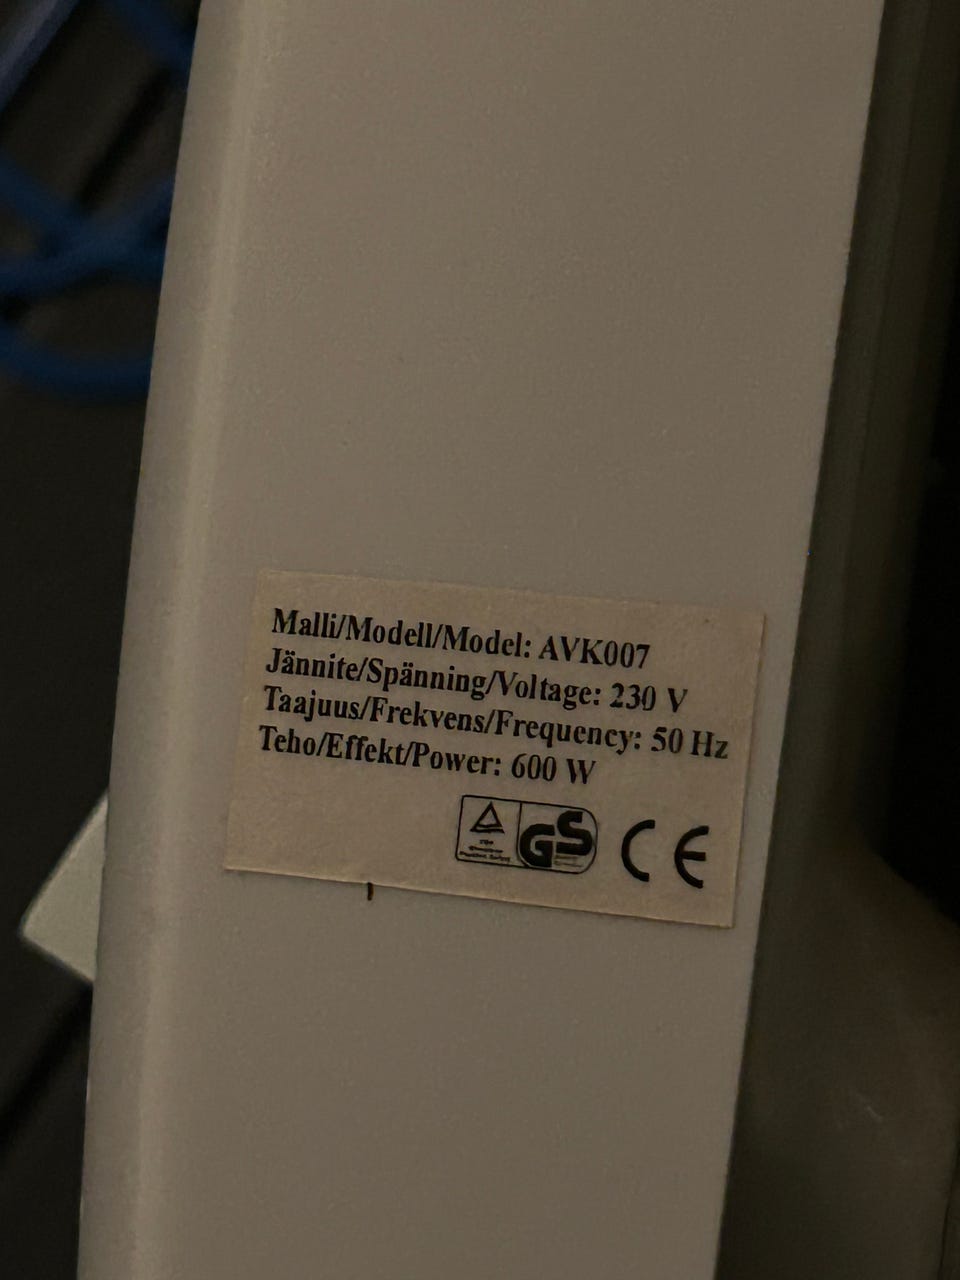 Malli/Modell/Model: AVK007
Jännite/Spänning/Voltage: 230 V
Taajuus/Frekvens/Frequency: 50 Hz
Teho/Effekt/Power: 600 W
GS CE